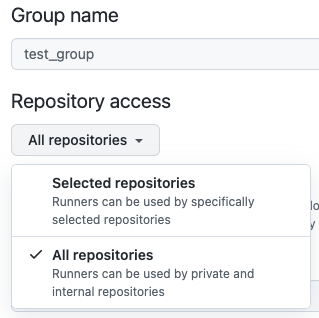 Group name
test_group
Repository access
All repositories
Selected repositories
Runners can be used by specifically
selected repositories
All repositories
Runners can be used by private and
internal repositories